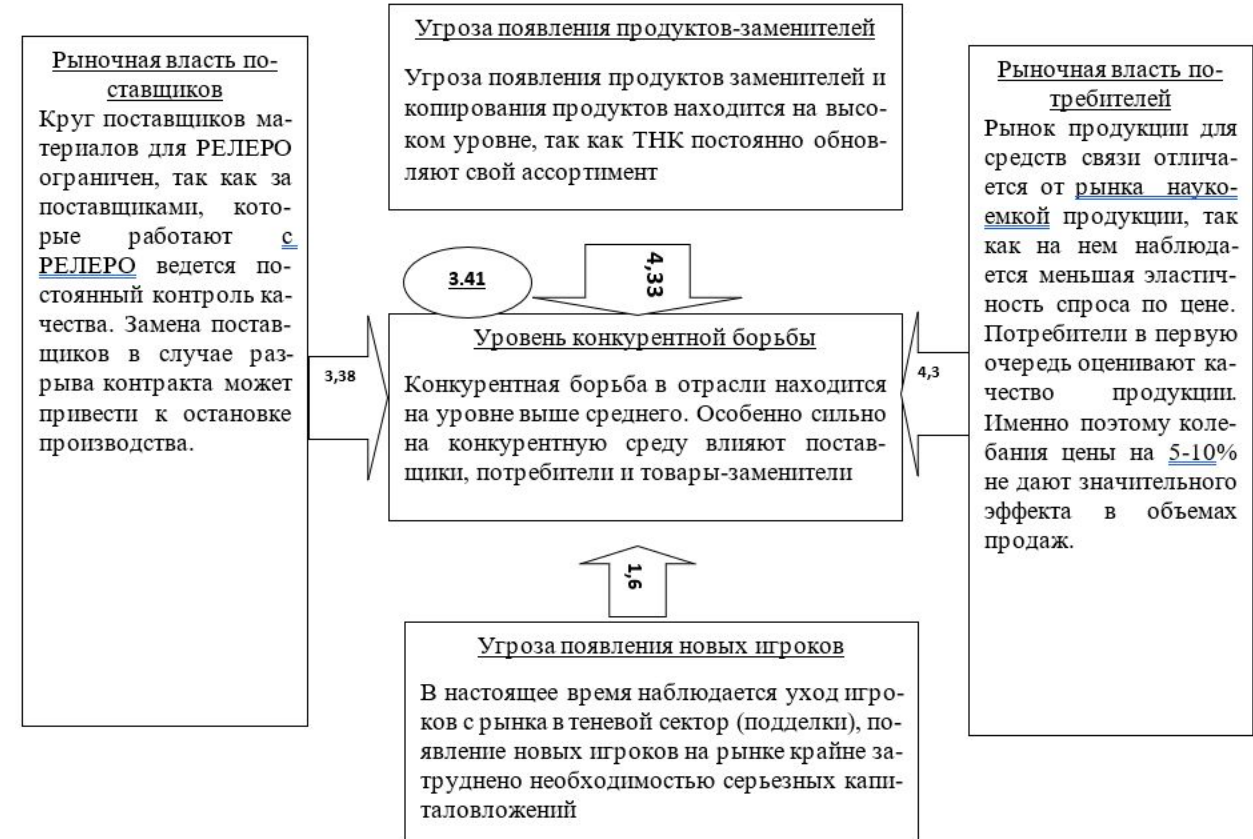 Рыночная власть по-
ставщиков
Круг поставщиков ма-
териалов для РЕЛЕРО
ограничен, так как за
поставщиками, кото-
рые работают с
РЕЛЕРО ведется по-
стоянный контроль ка-
чества. Замена постав-
щиков в случае раз-
рыва контракта может
привести к остановке
производства.
3,38
Угроза появления продуктов-заменителей
Угроза появления продуктов заменителей и
копирования продуктов находится на высо-
ком уровне, так как ТНК постоянно обнов-
ляют свой ассортимент
3.41
4,33
Уровень конкурентной борьбы
Конкурентная борьба в отрасли находится
на уровне выше среднего. Особенно сильно
на конкурентную среду влияют постав-
щики, потребители и товары-заменители
1,6
Угроза появления новых игроков
В настоящее время наблюдается уход игро-
ков с рынка в теневой сектор (подделки), по-
явление новых игроков на рынке крайне за-
труднено необходимостью серьезных капи-
таловложений
4,3
Рыночная власть по-
требителей
Рынок продукции для
средств связи отлича-
ется от рынка науко-
емкой продукции, так
как на нем наблюда-
ется меньшая эластич-
ность спроса по цене.
Потребители в первую
очередь оценивают ка-
чество продукции.
Именно поэтому коле-
бания цены на 5-10%
не дают значительного
эффекта в объемах
продаж.